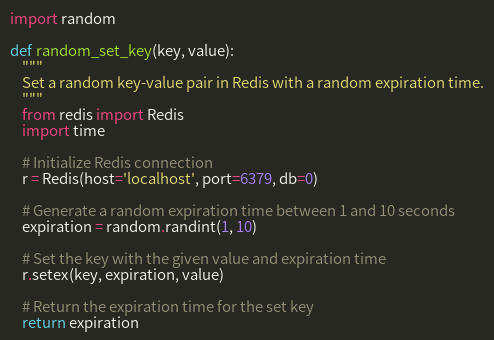 import random

def random_set_key(key, value):
    """
    Set a random key-value pair in Redis with a random expiration time.
    """
    from redis import Redis
    import time

    # Initialize Redis connection
    r = Redis(host='localhost', port=6379, db=0)

    # Generate a random expiration time between 1 and 10 seconds
    expiration = random.randint(1, 10)

    # Set the key with the given value and expiration time
    r.setex(key, expiration, value)

    # Return the expiration time for the set key
    return expiration